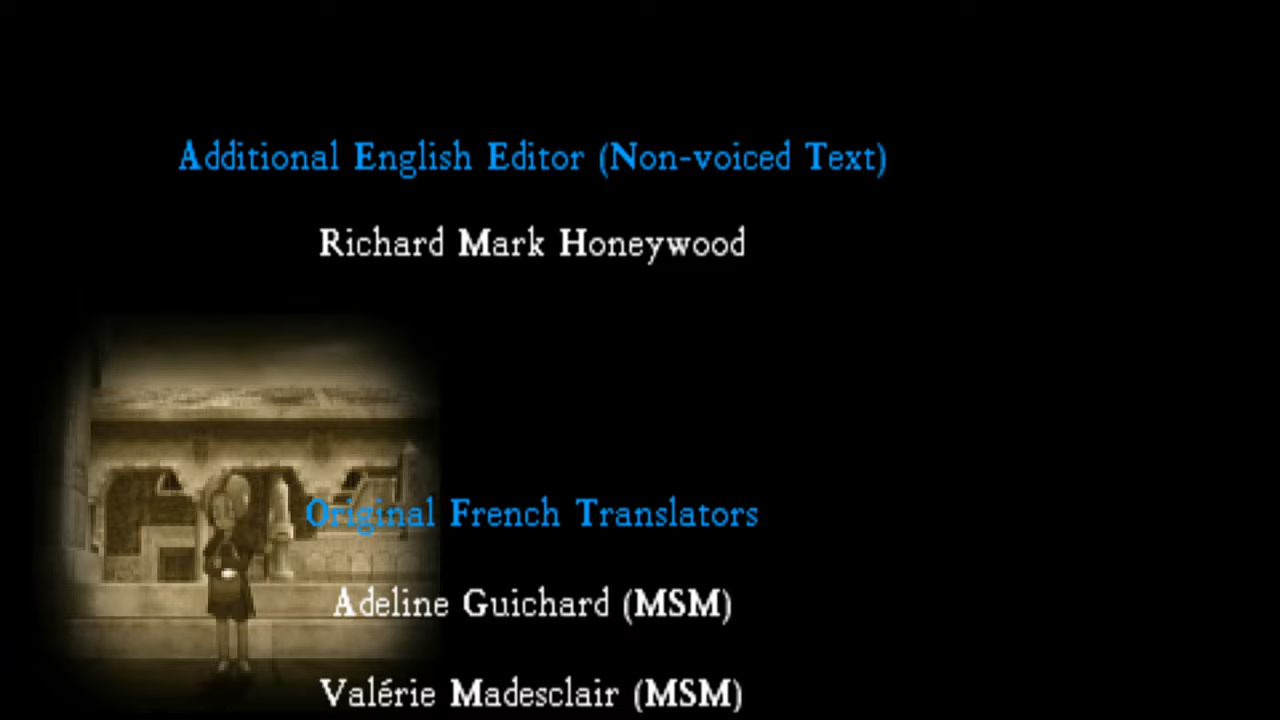 Additional English Editor (Non-voiced Text)
Richard Mark Honeywood
Original French Translators
Adeline Guichard (MSM)
Valérie Madesclair (MSM)